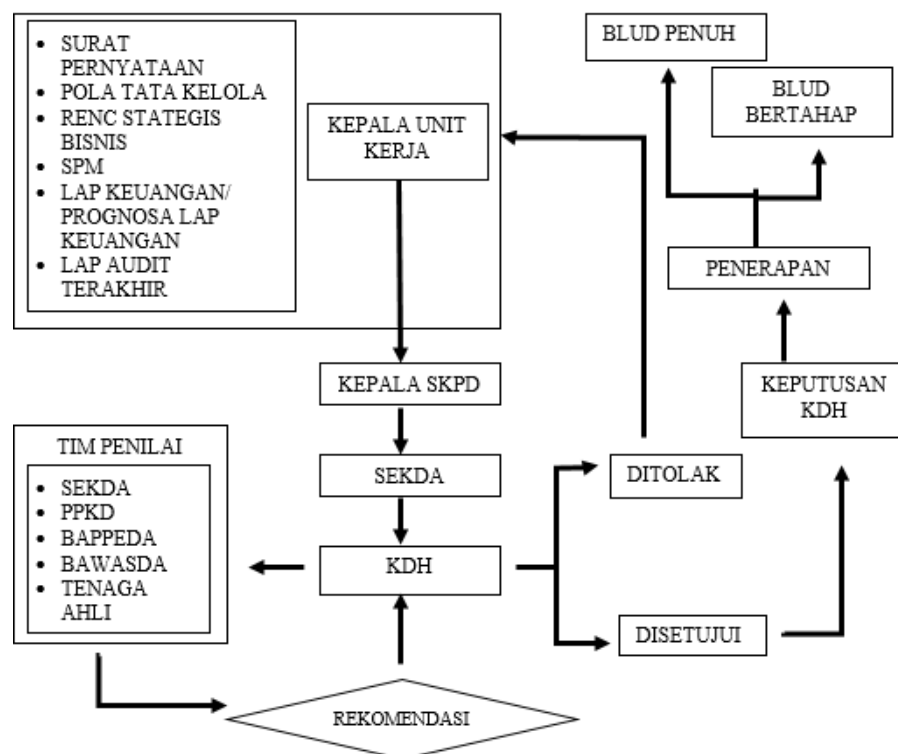 • SURAT
PERNYATAAN
• POLA TATA KELOLA
• RENC STATEGIS
BISNIS
• SPM
• LAP KEUANGAN/
PROGNOSA LAP
KEUANGAN
• LAP AUDIT
TERAKHIR
KEPALA UNIT
KERJA
BLUD PENUH
BLUD
BERTAHAP
PENERAPAN
KEPALA SKPD
KEPUTUSAN
KDH
TIM PENILAI
• SEKDA
• PPKD
• BAPPEDA
• BAWASDA
• TENAGA
AHLI
SEKDA
DITOLAK
KDH
DISETUJUI
REKOMENDASI